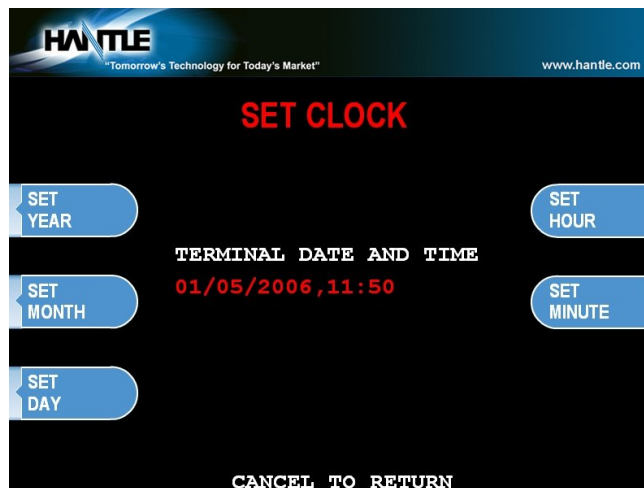 HANTLE
"Tomorrow's Technology for Today's Market"
www.hantle.com
SET CLOCK
SET
YEAR
SET
HOUR
TERMINAL DATE AND TIME
01/05/2006,11:50
SET
MONTH
SET
MINUTE
SET
DAY
CANCEL TO RETURN